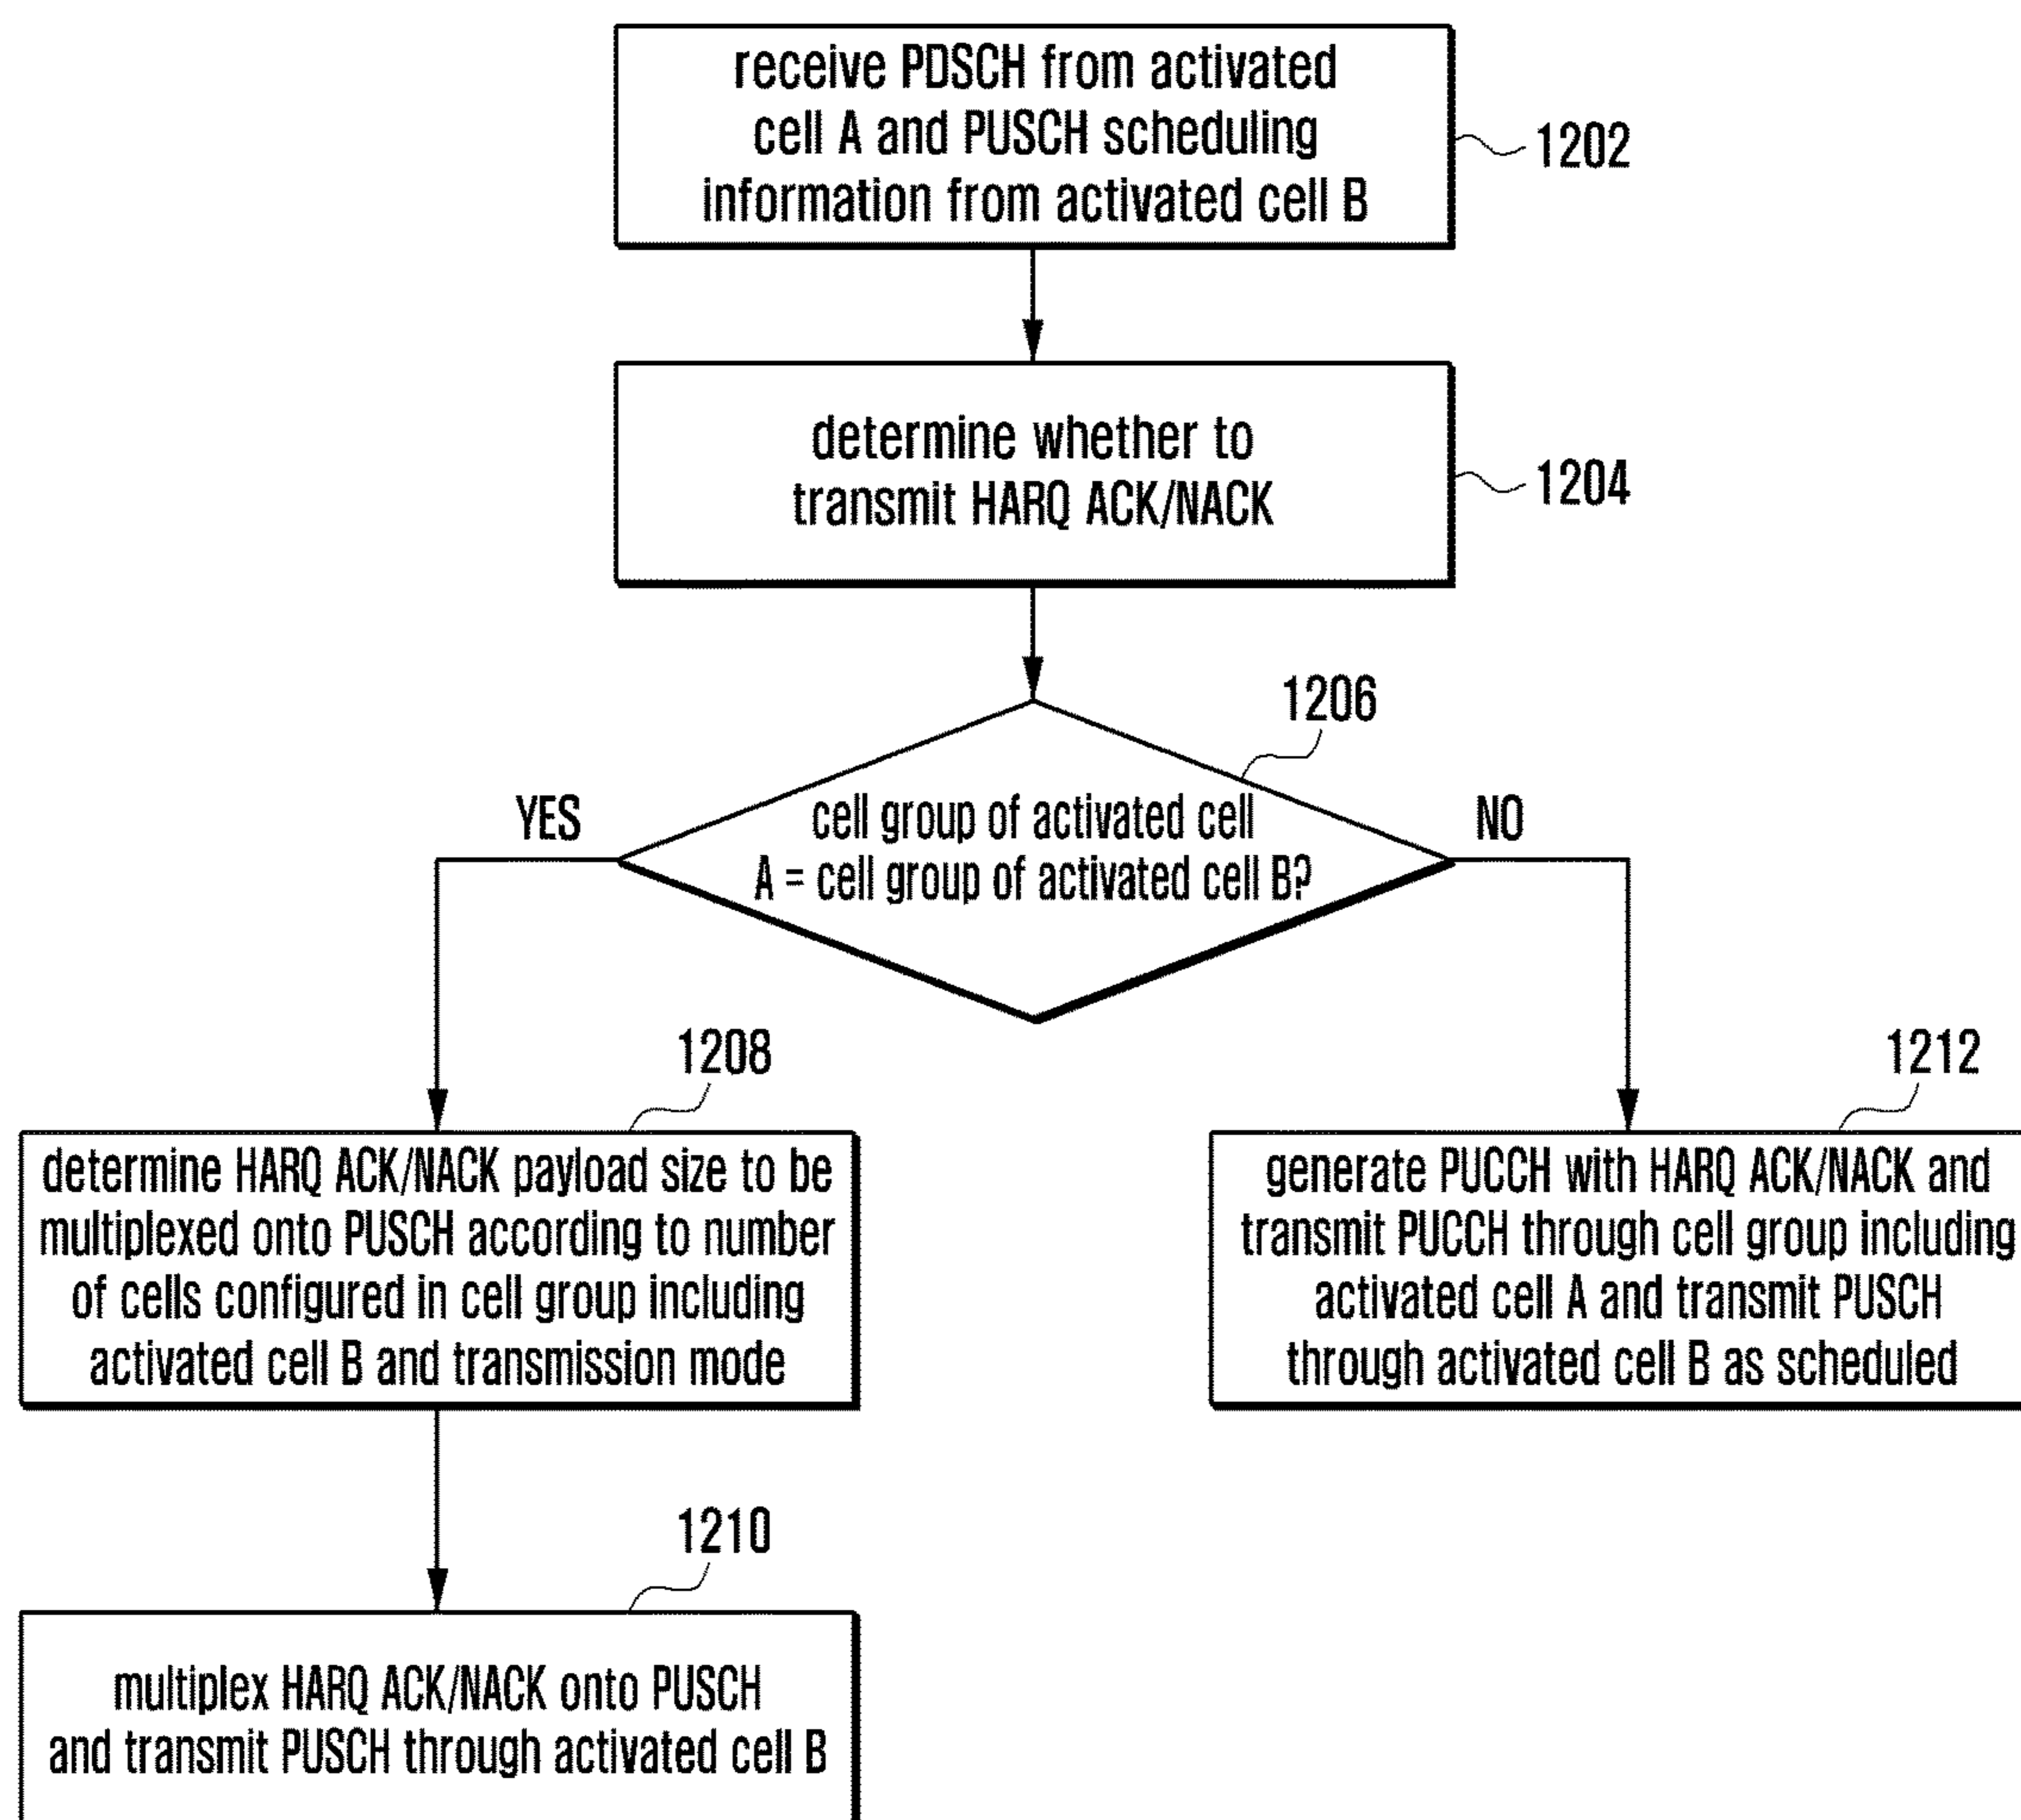 receive PDSCH from activated
cell A and PUSCH scheduling
information from activated cell B
1202
determine whether to
transmit HARQ ACK/NACK
1204
1206
YES
cell group of activated cell
A = cell group of activated cell B?
NO
1208
determine HARQ ACK/NACK payload size to be
multiplexed onto PUSCH according to number
of cells configured in cell group including
activated cell B and transmission mode
1212
generate PUCCH with HARQ ACK/NACK and
transmit PUCCH through cell group including
activated cell A and transmit PUSCH
through activated cell B as scheduled
1210
multiplex HARQ ACK/NACK onto PUSCH
and transmit PUSCH through activated cell B